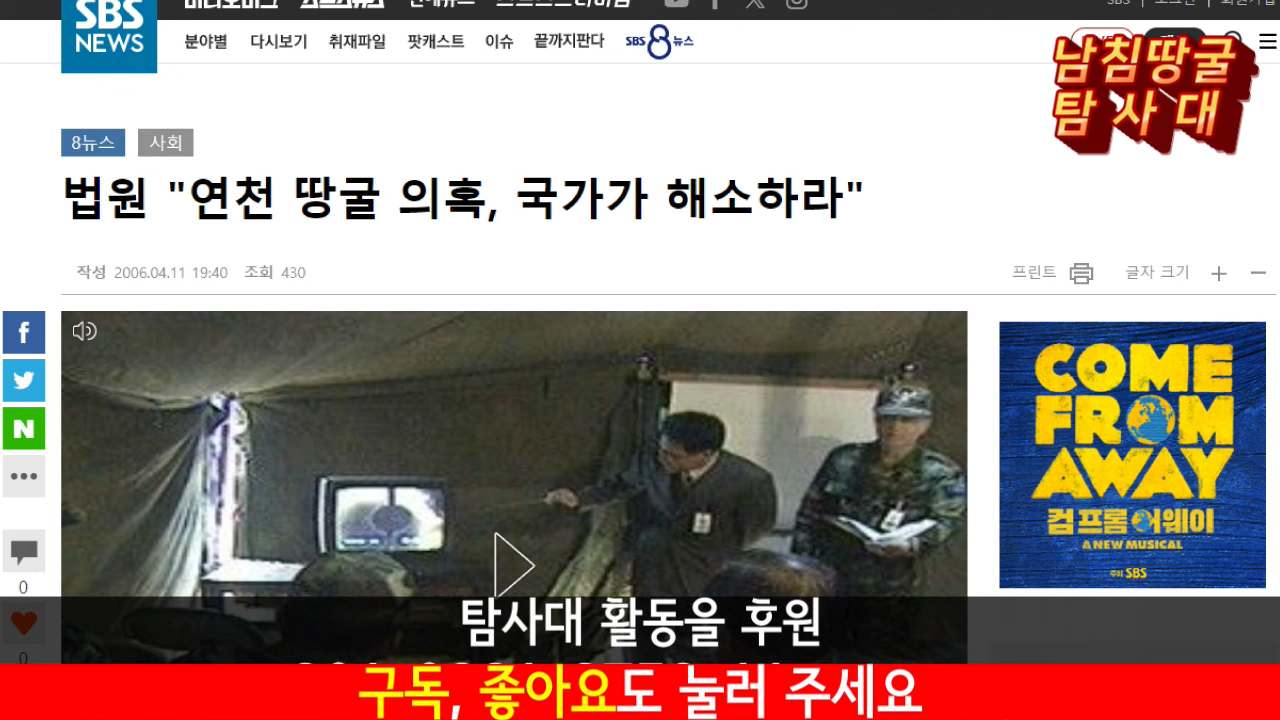 SBS
NEWS
분야별 다시보기 취재파일 팟캐스트 이슈 끝까지판다 SBS 8 뉴스
남침땅굴
탐사대
8뉴스 사회
법원 "연천 땅굴 의혹, 국가가 해소하라"
작성 2006.04.11 19:40 조회 430
프린트 글자 크기
COME
FROM
AWAY
컴 프롬 어웨이
A NEW MUSICAL
주최 SBS
0
0
탐사대 활동을 후원
구독, 좋아요도 눌러 주세요